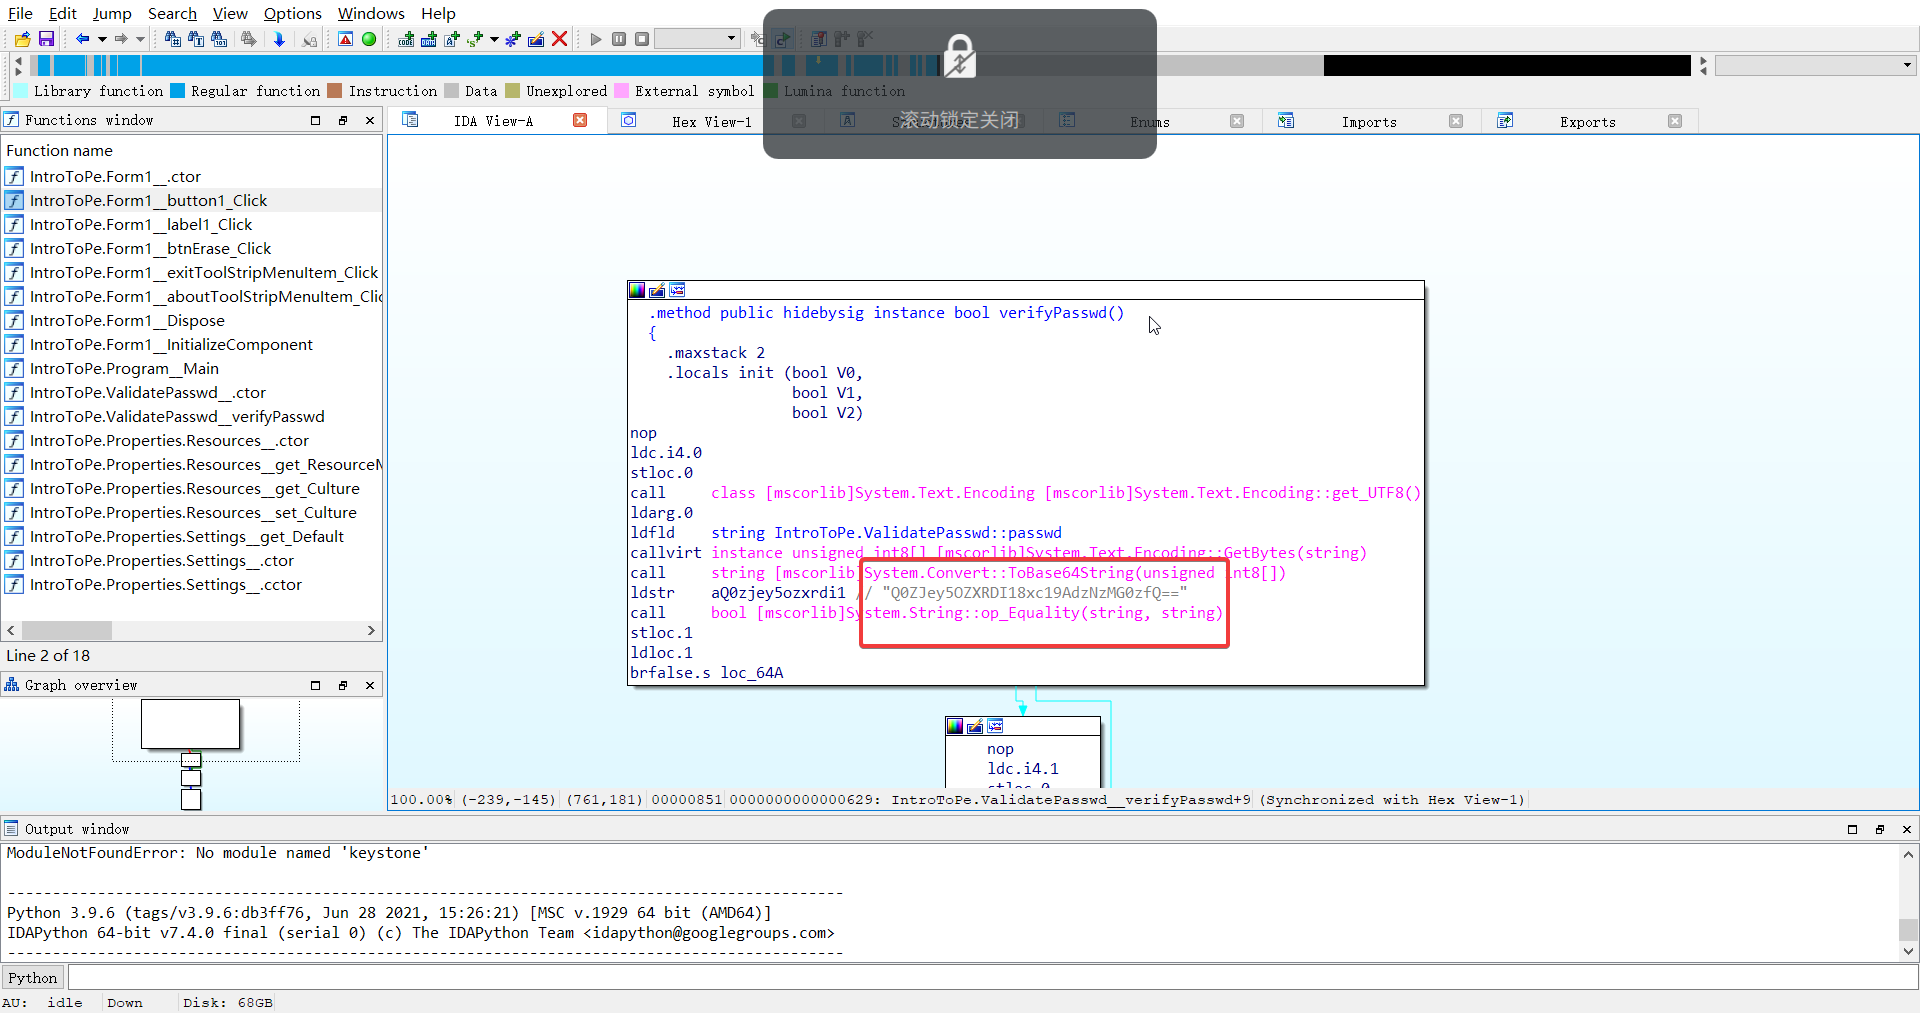 File Edit Jump Search View Options Windows Help
Library function Regular function Instruction Data Unexplored External symbol Lumina function
滚动锁定关闭
Functions window
IDA View-A Hex View-1 Enums Imports Exports
Function name
IntroToPe.Form1__.ctor
IntroToPe.Form1__button1_Click
IntroToPe.Form1__label1_Click
IntroToPe.Form1__btnErase_Click
IntroToPe.Form1__exitToolStripMenuItem_Click
IntroToPe.Form1__aboutToolStripMenuItem_Clic
IntroToPe.Form1__Dispose
IntroToPe.Form1__InitializeComponent
IntroToPe.Program__Main
IntroToPe.ValidatePasswd__.ctor
IntroToPe.ValidatePasswd__verifyPasswd
IntroToPe.Properties.Resources__.ctor
IntroToPe.Properties.Resources__get_ResourceM
IntroToPe.Properties.Resources__get_Culture
IntroToPe.Properties.Resources__set_Culture
IntroToPe.Properties.Settings__get_Default
IntroToPe.Properties.Settings__.ctor
IntroToPe.Properties.Settings__.cctor
Line 2 of 18
Graph overview
.method public hidebysig instance bool verifyPasswd()
{
.maxstack 2
.locals init (bool V0,
bool V1,
bool V2)
nop
ldc.i4.0
stloc.0
call class [mscorlib]System.Text.Encoding [mscorlib]System.Text.Encoding::get_UTF8()
ldarg.0
ldfld string IntroToPe.ValidatePasswd::passwd
callvirt instance unsigned int8[] [mscorlib]System.Text.Encoding::GetBytes(string)
call string [mscorlib]System.Convert::ToBase64String(unsigned int8[])
ldstr aQ0zjey5ozxrdi1 // "Q0ZJey5OZXRDI18xc19AdzNzMG0zfQ=="
call bool [mscorlib]System.String::op_Equality(string, string)
stloc.1
ldloc.1
brfalse.s loc_64A
nop
ldc.i4.1
stloc.0
100.00% (-239,-145) (761,181) 00000851 0000000000000629: IntroToPe.ValidatePasswd__verifyPasswd+9 (Synchronized with Hex View-1)
Output window
ModuleNotFoundError: No module named 'keystone'
---------------------------------------------------------------------------------------------
Python 3.9.6 (tags/v3.9.6:db3ff76, Jun 28 2021, 15:26:21) [MSC v.1929 64 bit (AMD64)]
IDAPython 64-bit v7.4.0 final (serial 0) (c) The IDAPython Team <idapython@googlegroups.com>
---------------------------------------------------------------------------------------------
Python
AU: idle Down Disk: 68GB